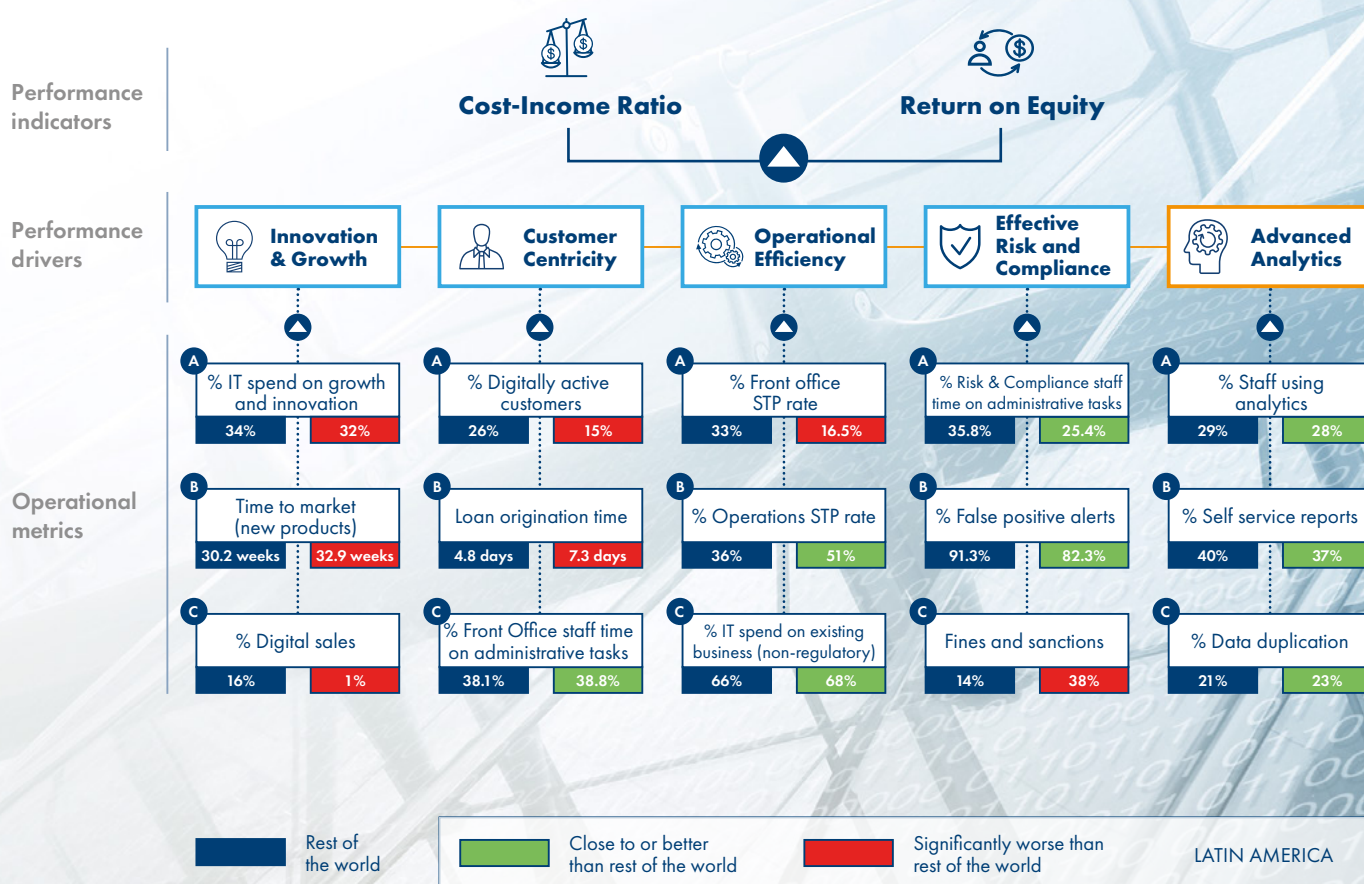 Performance
indicators
Cost-Income Ratio
Return on Equity
Performance
drivers
Innovation
& Growth
Customer
Centricity
Operational
Efficiency
Effective
Risk and
Compliance
Advanced
Analytics
Operational
metrics
A
% IT spend on growth
and innovation
34%
32%
A
% Digitally active
customers
26%
15%
A
% Front office
STP rate
33%
16.5%
A
% Risk & Compliance staff
time on administrative tasks
35.8%
25.4%
A
% Staff using
analytics
29%
28%
B
Time to market
(new products)
30.2 weeks
32.9 weeks
B
Loan origination time
4.8 days
7.3 days
B
% Operations STP rate
36%
51%
B
% False positive alerts
91.3%
82.3%
B
% Self service reports
40%
37%
C
% Digital sales
16%
1%
C
% Front Office staff time
on administrative tasks
38.1%
38.8%
C
% IT spend on existing
business (non-regulatory)
66%
68%
C
Fines and sanctions
14%
38%
C
% Data duplication
21%
23%
Rest of
the world
Close to or better
than rest of the world
Significantly worse than
rest of the world
LATIN AMERICA